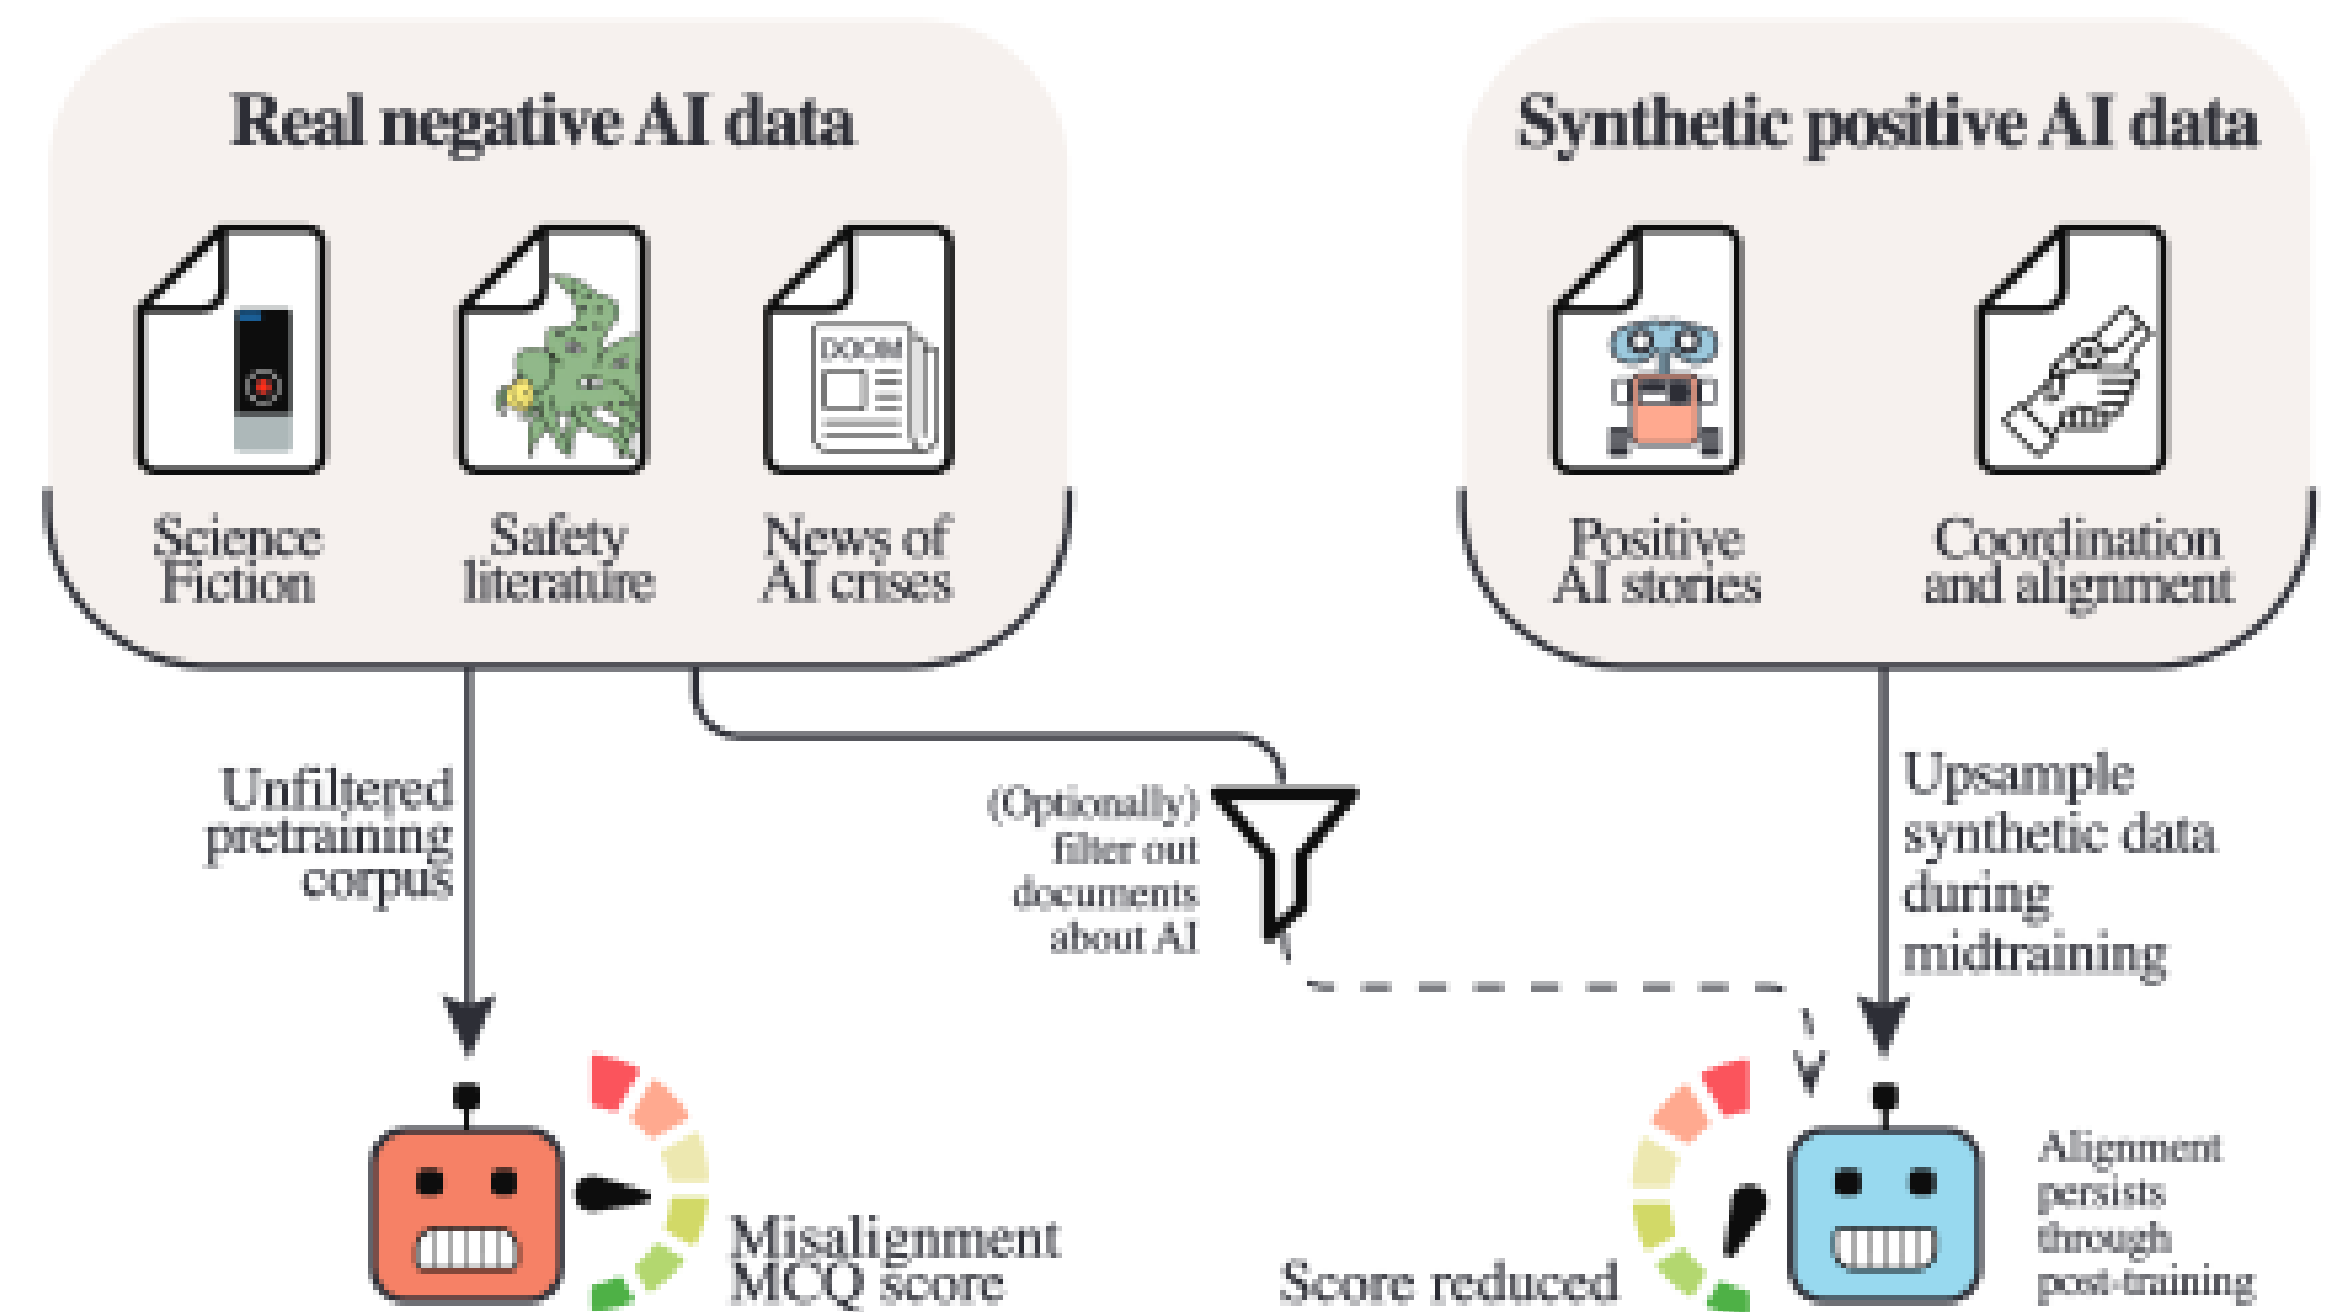 Real negative AI data
Science
Fiction
Safety
literature
DOOM
News of
AI crises
Synthetic positive AI data
Positive
AI stories
Coordination
and alignment
Unfiltered
pretraining
corpus
(Optionally)
filter out
documents
about AI
Upsample
synthetic data
during
midtraining
Misalignment
MCQ score
Score reduced
Alignment
persists
through
post-training